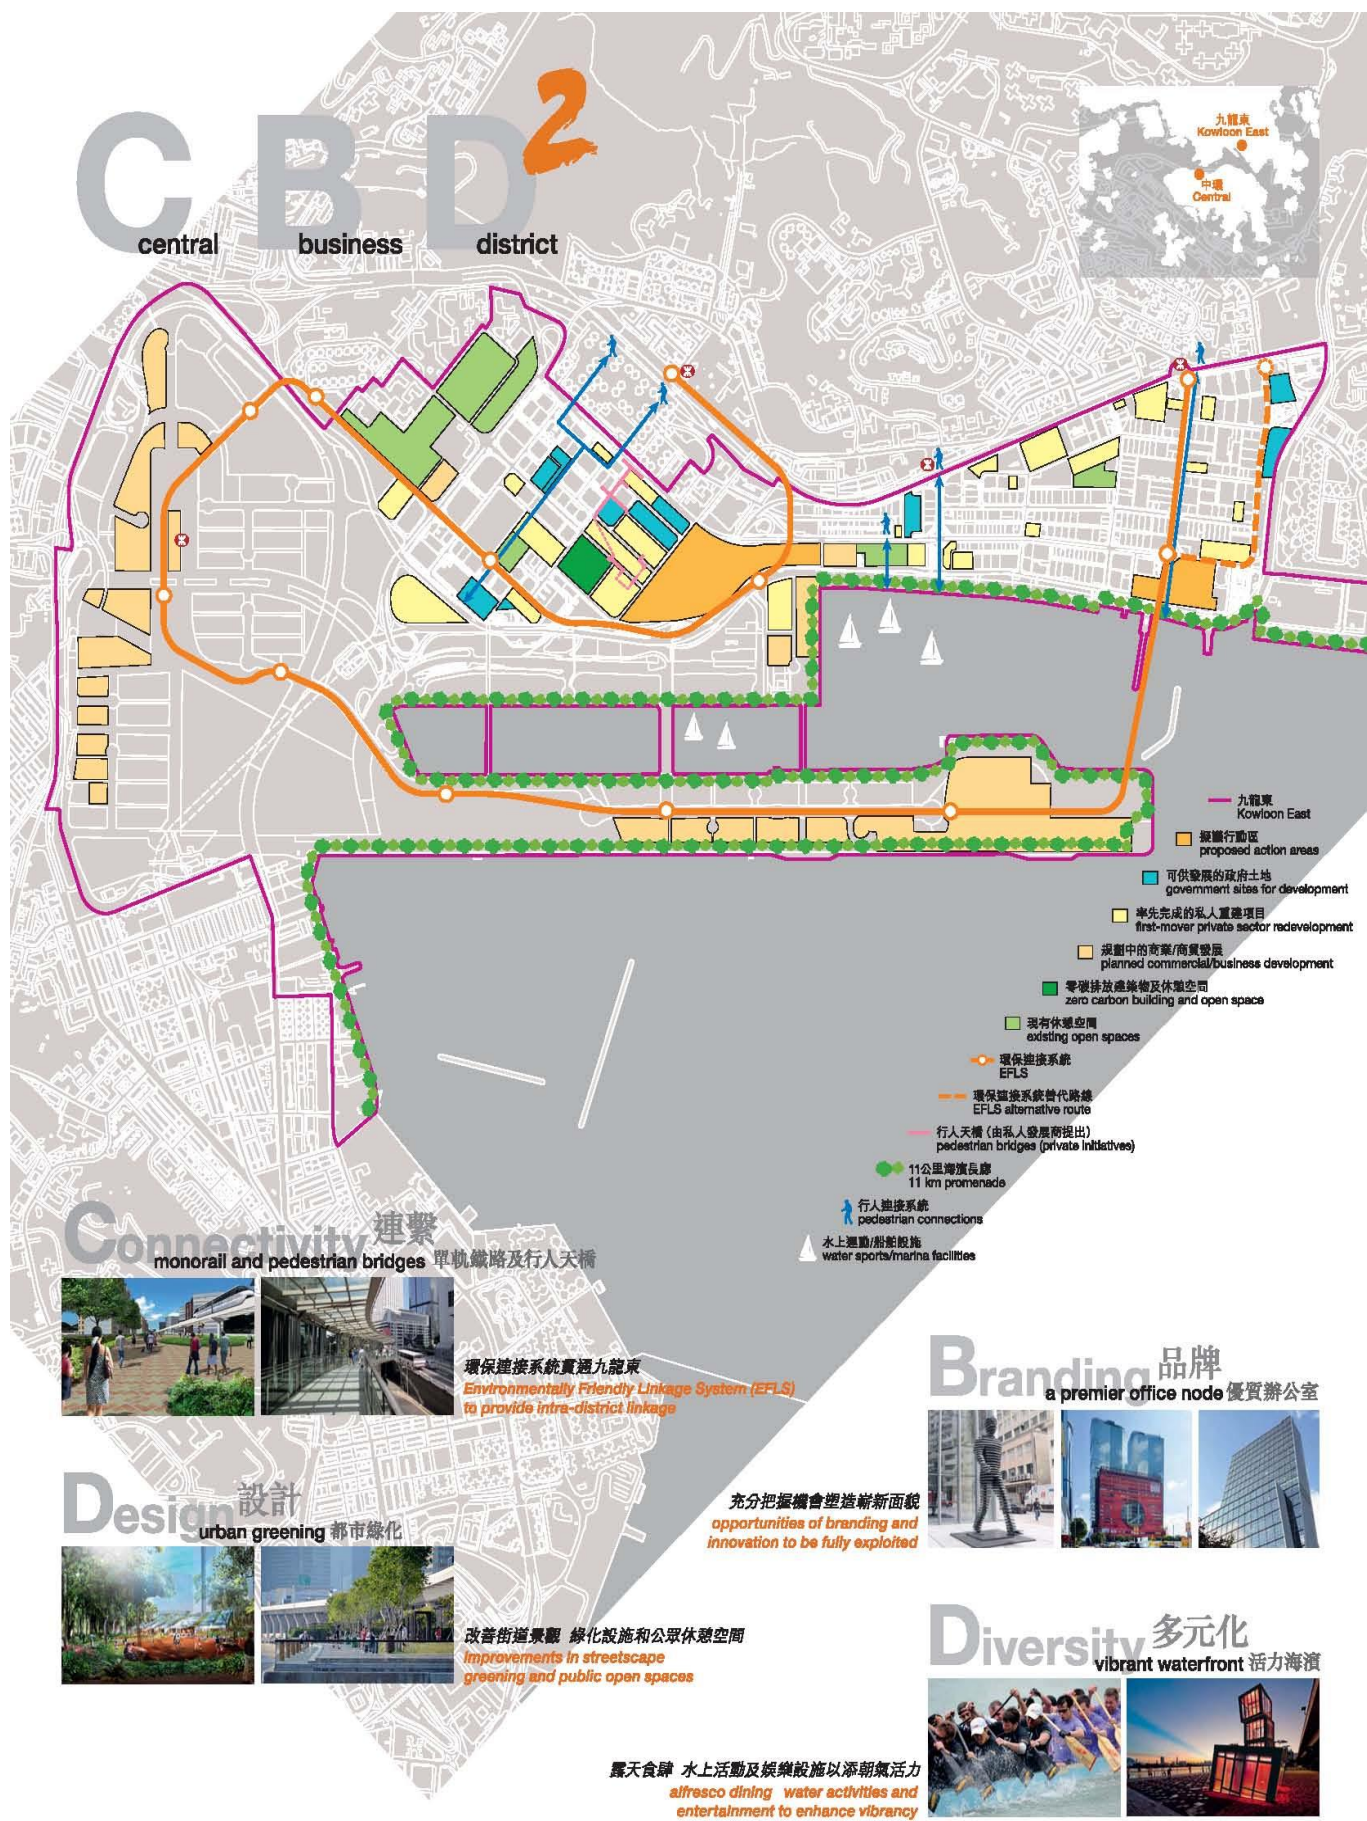 CBD2
central business district
九龍東
Kowloon East
中環
Central
九龍東
Kowloon East
擬議行動區
proposed action areas
可供發展的政府土地
government sites for development
率先完成的私人重建項目
first-mover private sector redevelopment
規劃中的商業/商貿發展
planned commercial/business development
零碳排放建築物及休憩空間
zero carbon building and open space
現有休憩空間
existing open spaces
環保連接系統
EFLS
環保連接系統替代路線
EFLS alternative route
行人天橋 (由私人發展商提出)
pedestrian bridges (private initiatives)
11公里海濱長廊
11 km promenade
行人連接系統
pedestrian connections
水上運動/船舶設施
water sports/marina facilities
Connectivity 連繫
monorail and pedestrian bridges 單軌鐵路及行人天橋
環保連接系統貫通九龍東
Environmentally Friendly Linkage System (EFLS)
to provide intra-district linkage
Branding 品牌
a premier office node 優質辦公室
充分把握機會塑造嶄新面貌
opportunities of branding and
innovation to be fully exploited
Design 設計
urban greening 都市綠化
改善街道景觀 綠化設施和公眾休憩空間
improvements in streetscape
greening and public open spaces
Diversity 多元化
vibrant waterfront 活力海濱
露天食肆 水上活動及娛樂設施以添朝氣活力
alfresco dining water activities and
entertainment to enhance vibrancy